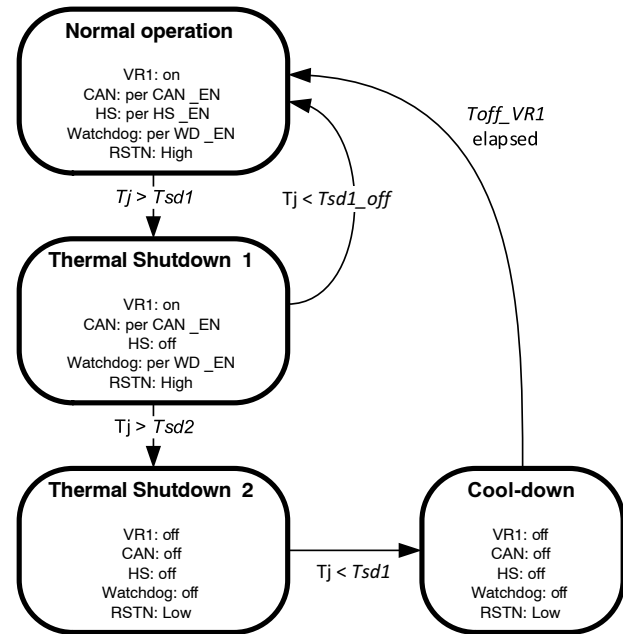 Normal operation
VR1: on
CAN: per CAN _EN
HS: per HS _EN
Watchdog: per WD _EN
RSTN: High
Toff_VR1
elapsed
Tj > Tsd1
Tj < Tsd1_off
Thermal Shutdown 1
VR1: on
CAN: per CAN _EN
HS: off
Watchdog: per WD _EN
RSTN: High
Tj > Tsd2
Thermal Shutdown 2
VR1: off
CAN: off
HS: off
Watchdog: off
RSTN: Low
Tj < Tsd1
Cool-down
VR1: off
CAN: off
HS: off
Watchdog: off
RSTN: Low